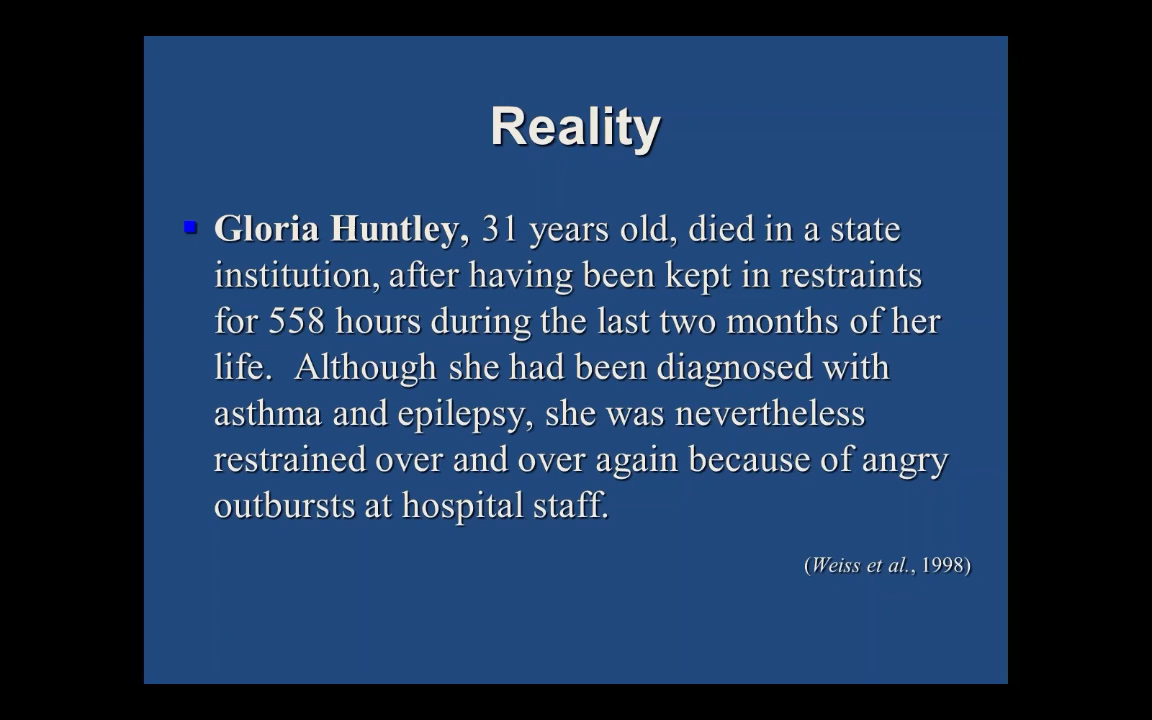 Reality
Gloria Huntley, 31 years old, died in a state
institution, after having been kept in restraints
for 558 hours during the last two months of her
life.  Although she had been diagnosed with
asthma and epilepsy, she was nevertheless
restrained over and over again because of angry
outbursts at hospital staff.
(Weiss et al., 1998)